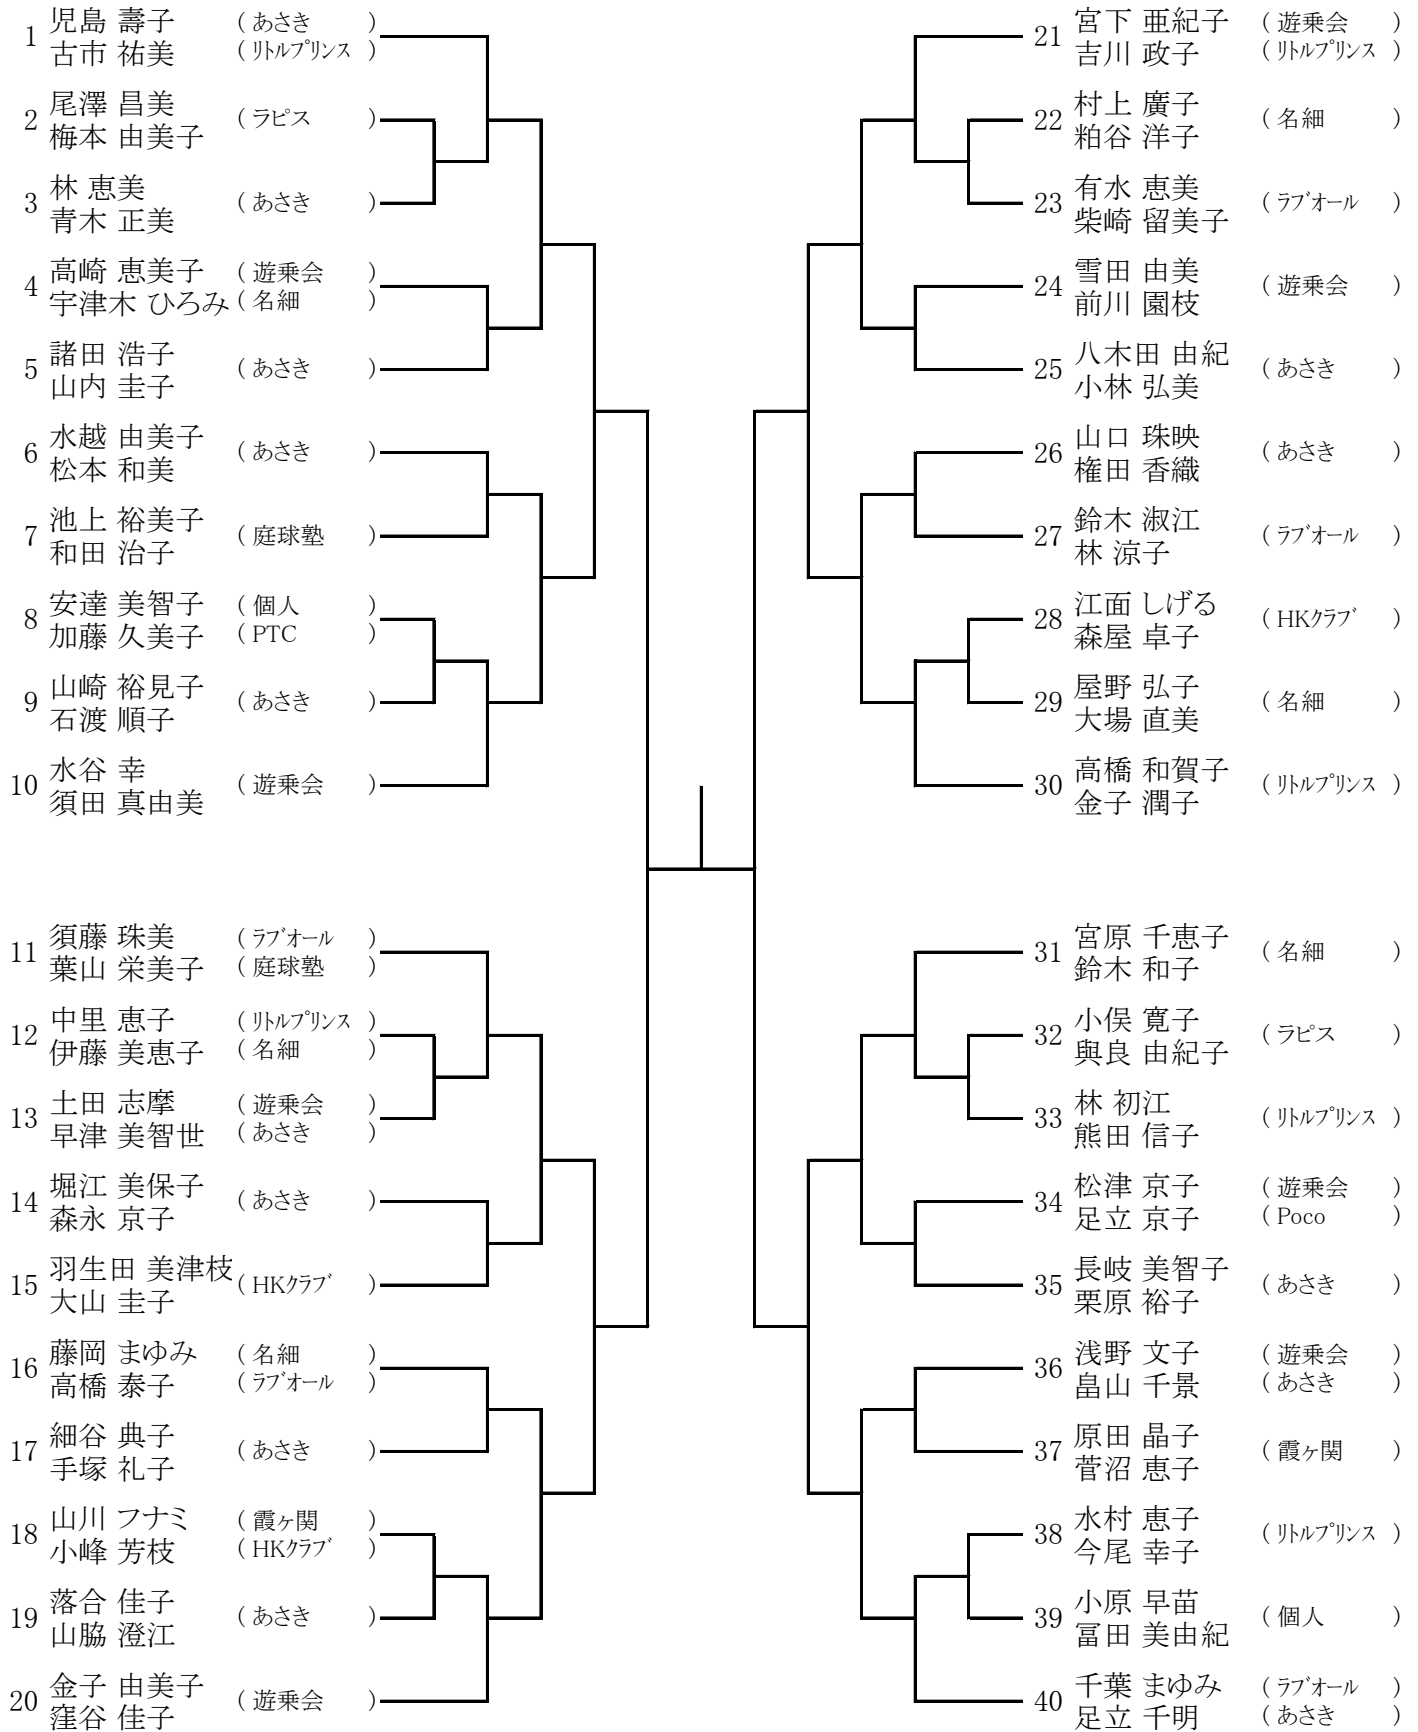 1 児島 壽子 ( あさき )
古市 祐美 ( リトルプリンス )
2 尾澤 昌美 ( ラピス )
梅本 由美子
3 林 恵美 ( あさき )
青木 正美
4 高崎 恵美子 ( 遊乗会 )
宇津木 ひろみ ( 名細 )
5 諸田 浩子 ( あさき )
山内 圭子
6 水越 由美子 ( あさき )
松本 和美
7 池上 裕美子 ( 庭球塾 )
和田 治子
8 安達 美智子 ( 個人 )
加藤 久美子 ( PTC )
9 山崎 裕見子 ( あさき )
石渡 順子
10 水谷 幸 ( 遊乗会 )
須田 真由美
11 須藤 珠美 ( ラブオール )
葉山 栄美子 ( 庭球塾 )
12 中里 恵子 ( リトルプリンス )
伊藤 美恵子 ( 名細 )
13 土田 志摩 ( 遊乗会 )
早津 美智世 ( あさき )
14 堀江 美保子 ( あさき )
森永 京子
15 羽生田 美津枝 ( HKクラブ )
大山 圭子
16 藤岡 まゆみ ( 名細 )
高橋 泰子 ( ラブオール )
17 細谷 典子 ( あさき )
手塚 礼子
18 山川 フナミ ( 霞ヶ関 )
小峰 芳枝 ( HKクラブ )
19 落合 佳子 ( あさき )
山脇 澄江
20 金子 由美子 ( 遊乗会 )
窪谷 佳子
21 宮下 亜紀子 ( 遊乗会 )
吉川 政子 ( リトルプリンス )
22 村上 廣子 ( 名細 )
粕谷 洋子
23 有水 恵美 ( ラブオール )
柴崎 留美子
24 雪田 由美 ( 遊乗会 )
前川 園枝
25 八木田 由紀 ( あさき )
小林 弘美
26 山口 珠映 ( あさき )
権田 香織
27 鈴木 淑江 ( ラブオール )
林 涼子
28 江面 しげる ( HKクラブ )
森屋 卓子
29 屋野 弘子 ( 名細 )
大場 直美
30 高橋 和賀子 ( リトルプリンス )
金子 潤子
31 宮原 千恵子 ( 名細 )
鈴木 和子
32 小俣 寛子 ( ラピス )
與良 由紀子
33 林 初江 ( リトルプリンス )
熊田 信子
34 松津 京子 ( 遊乗会 )
足立 京子 ( Poco )
35 長岐 美智子 ( あさき )
栗原 裕子
36 浅野 文子 ( 遊乗会 )
畠山 千景 ( あさき )
37 原田 晶子 ( 霞ヶ関 )
菅沼 恵子
38 水村 恵子 ( リトルプリンス )
今尾 幸子
39 小原 早苗 ( 個人 )
冨田 美由紀
40 千葉 まゆみ ( ラブオール )
足立 千明 ( あさき )